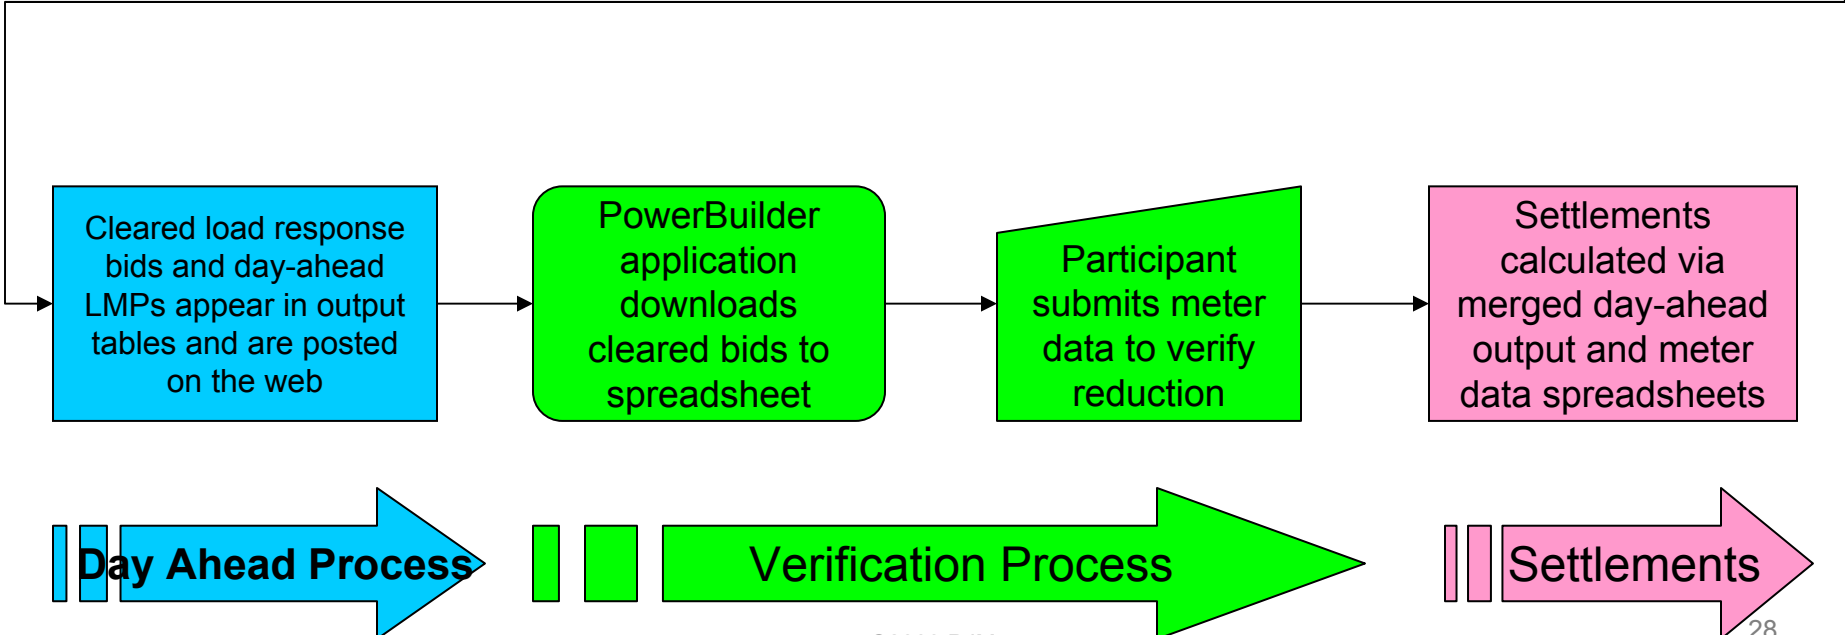 Cleared load response
bids and day-ahead
LMPs appear in output
tables and are posted
on the web
PowerBuilder
application
downloads
cleared bids to
spreadsheet
Participant
submits meter
data to verify
reduction
Settlements
calculated via
merged day-ahead
output and meter
data spreadsheets
Day Ahead Process
Verification Process
Settlements
28